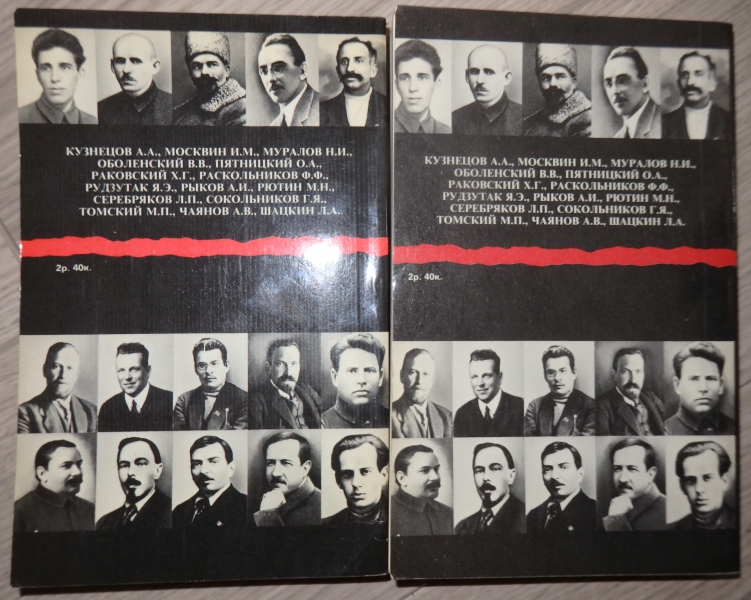 КУЗНЕЦОВ А.А., МОСКВИН И.М., МУРАЛОВ Н.И.,
ОБОЛЕНСКИЙ В.В., ПЯТНИЦКИЙ О.А.,
РАКОВСКИЙ Х.Г., РАСКОЛЬНИКОВ Ф.Ф.,
РУДЗУТАК Я.Э., РЫКОВ А.И., РЮТИН М.Н.,
СЕРЕБРЯКОВ Л.П., СОКОЛЬНИКОВ Г.Я.,
ТОМСКИЙ М.П., ЧАЯНОВ А.В., ШАЦКИН Л.А.
2р. 40к.
КУЗНЕЦОВ А.А., МОСКВИН И.М., МУРАЛОВ Н.И.,
ОБОЛЕНСКИЙ В.В., ПЯТНИЦКИЙ О.А.,
РАКОВСКИЙ Х.Г., РАСКОЛЬНИКОВ Ф.Ф.,
РУДЗУТАК Я.Э., РЫКОВ А.И., РЮТИН М.Н.,
СЕРЕБРЯКОВ Л.П., СОКОЛЬНИКОВ Г.Я.,
ТОМСКИЙ М.П., ЧАЯНОВ А.В., ШАЦКИН Л.А.
2р. 40к.